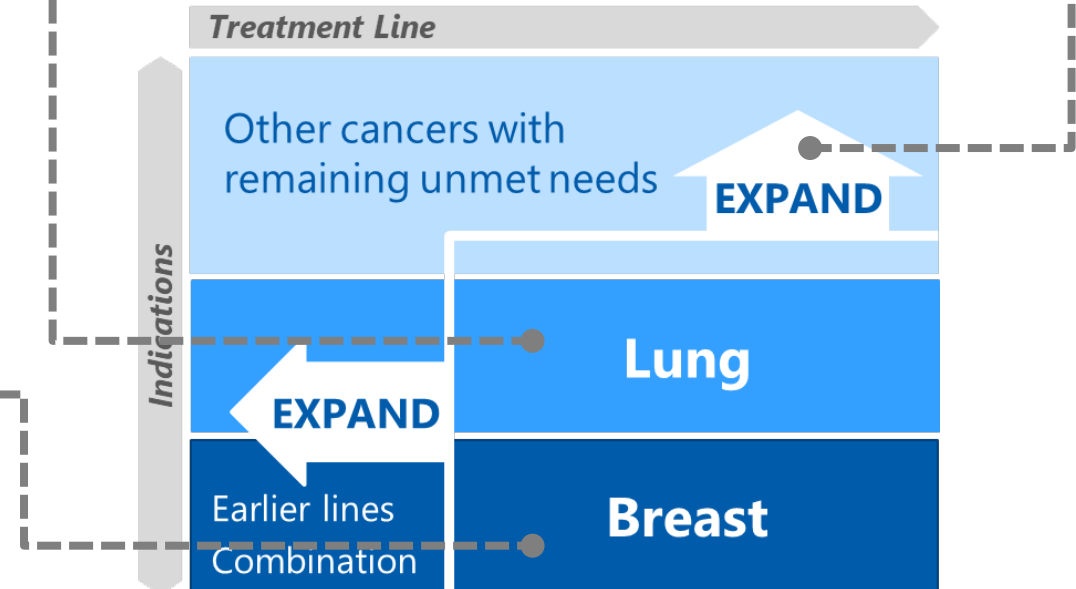 Treatment Line
Other cancers with
remaining unmet needs
EXPAND
Indications
Lung
EXPAND
Breast
Earlier lines
Combination